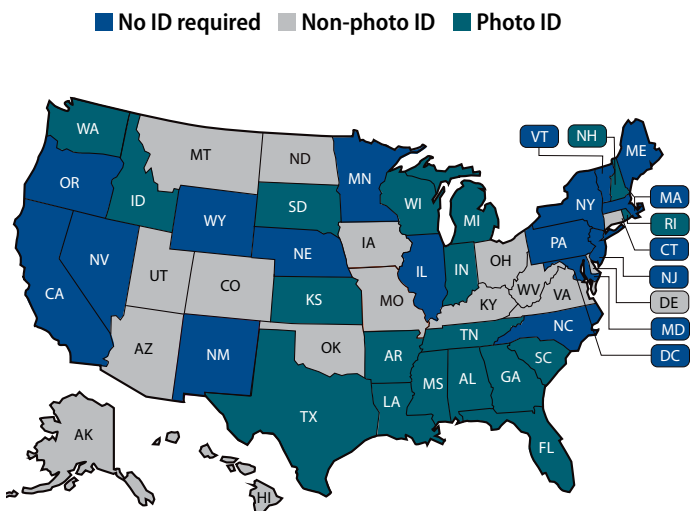 No ID required Non-photo ID Photo ID
WA
MT
ND
MN
VT
NH
ME
OR
ID
SD
WI
MI
NY
MA
WY
RI
CT
NV
NE
IA
PA
NJ
CA
UT
CO
IL
IN
OH
DE
KS
MO
WV
VA
MD
KY
DC
AZ
NM
OK
TN
NC
AR
SC
TX
LA
MS
AL
GA
AK
FL
HI